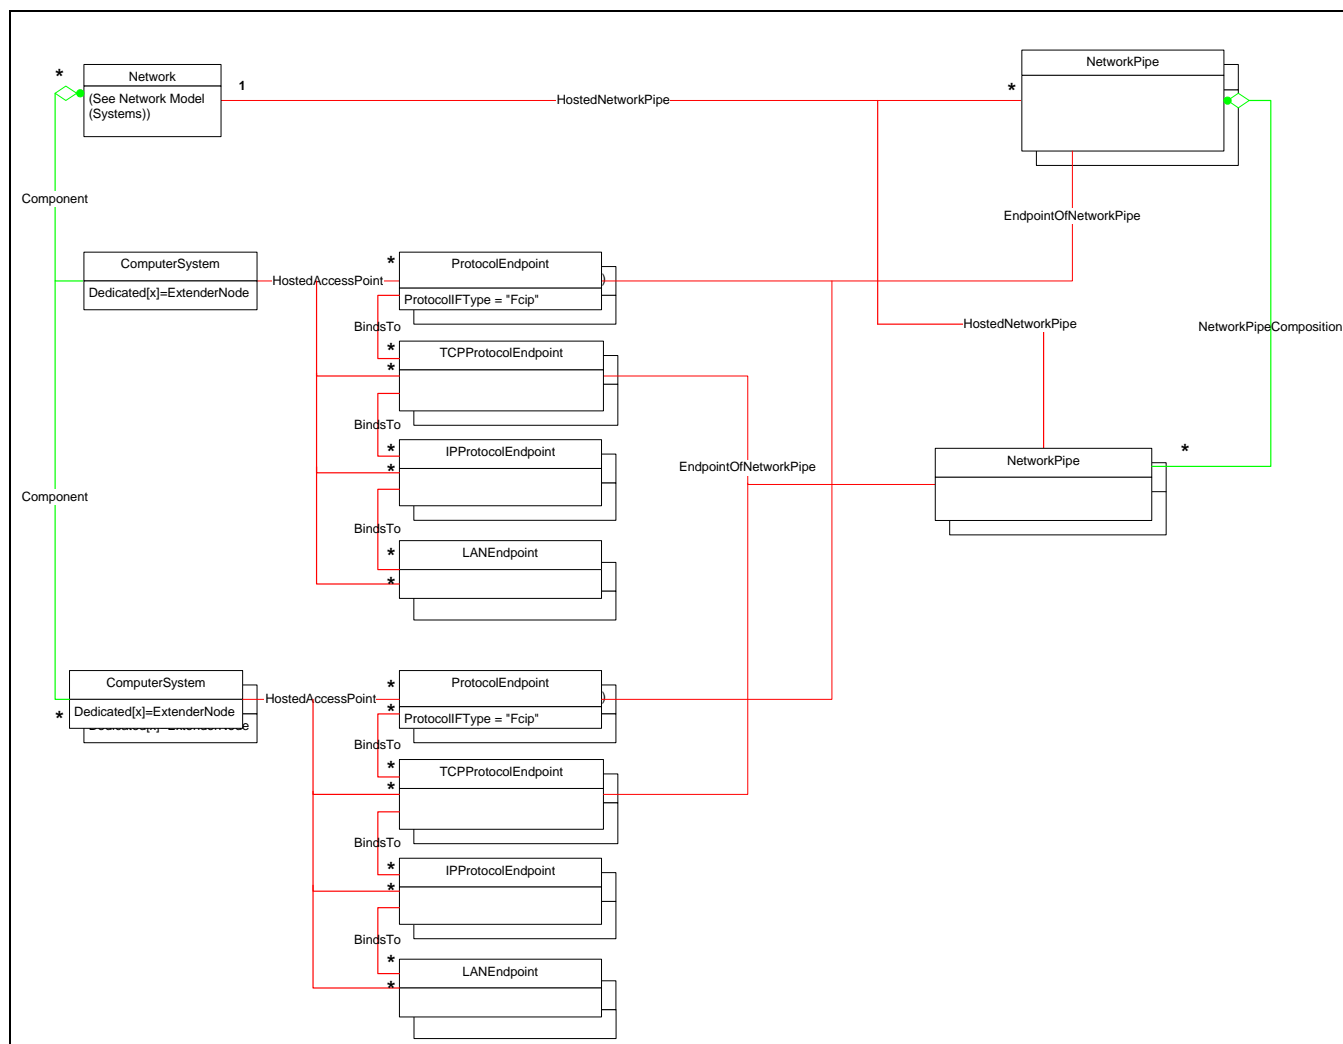 *
Network
1
NetworkPipe
(See Network Model
(Systems))
HostedNetworkPipe
*
Component
EndpointOfNetworkPipe
ComputerSystem
*
ProtocolEndpoint
HostedAccessPoint
Dedicated[x]=ExtenderNode
ProtocolIFType = "Fcip"
BindsTo
HostedNetworkPipe
NetworkPipeComposition
*
TCPProtocolEndpoint
*
BindsTo
*
IPProtocolEndpoint
*
*
NetworkPipe
EndpointOfNetworkPipe
Component
BindsTo
*
LANEndpoint
*
ComputerSystem
*
ProtocolEndpoint
HostedAccessPoint
Dedicated[x]=ExtenderNode
*
*
ProtocolIFType = "Fcip"
Dedicated[x]=ExtenderNode
BindsTo
*
TCPProtocolEndpoint
*
BindsTo
*
IPProtocolEndpoint
*
BindsTo
*
LANEndpoint
*